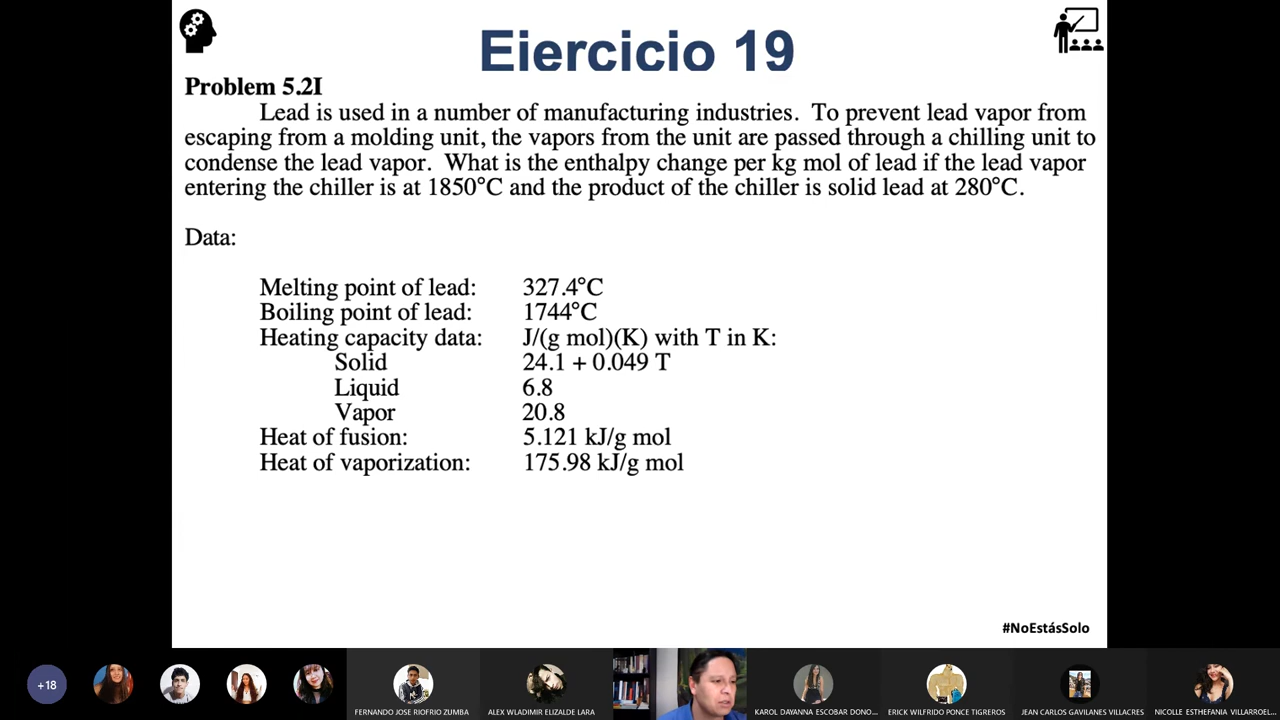 Ejercicio 19
Problem 5.2I
Lead is used in a number of manufacturing industries. To prevent lead vapor from
escaping from a molding unit, the vapors from the unit are passed through a chilling unit to
condense the lead vapor. What is the enthalpy change per kg mol of lead if the lead vapor
entering the chiller is at 1850°C and the product of the chiller is solid lead at 280°C.
Data:
Melting point of lead: 327.4°C
Boiling point of lead: 1744°C
Heating capacity data: J/(g mol)(K) with T in K:
Solid 24.1 + 0.049 T
Liquid 6.8
Vapor 20.8
Heat of fusion: 5.121 kJ/g mol
Heat of vaporization: 175.98 kJ/g mol
#NoEstásSolo
+18
FERNANDO JOSE RIOFRIO ZUMBA
ALEX WLADIMIR ELIZALDE LARA
KAROL DAYANNA ESCOBAR DONO...
ERICK WILFRIDO PONCE TIGREROS
JEAN CARLOS GAVILANES VILLACRES
NICOLLE ESTHEFANIA VILLARROEL...